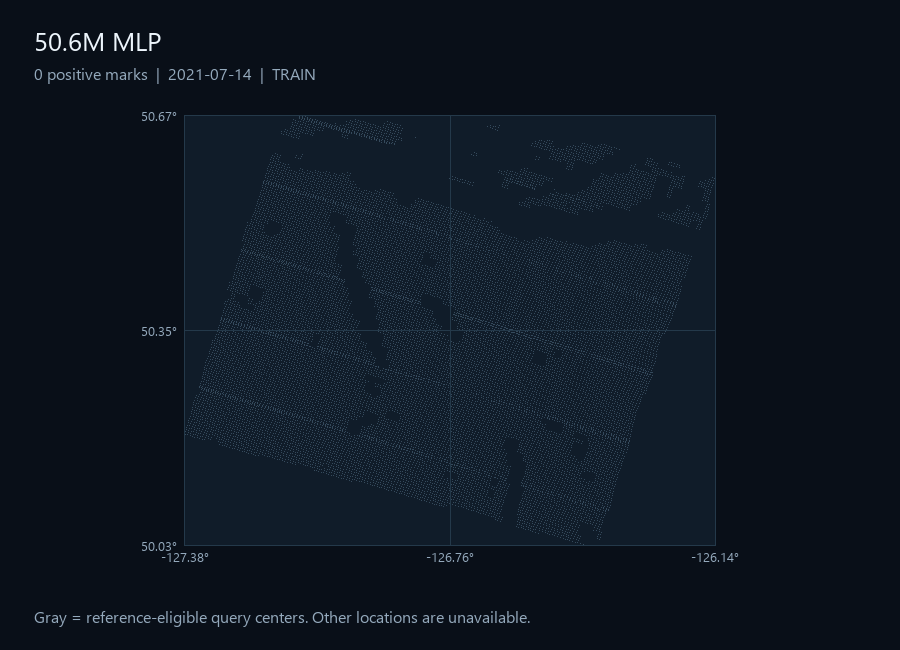 50.6M MLP
0 positive marks | 2021-07-14 | TRAIN
50.67°
50.35°
50.03°
-127.38°
-126.76°
-126.14°
Gray = reference-eligible query centers. Other locations are unavailable.